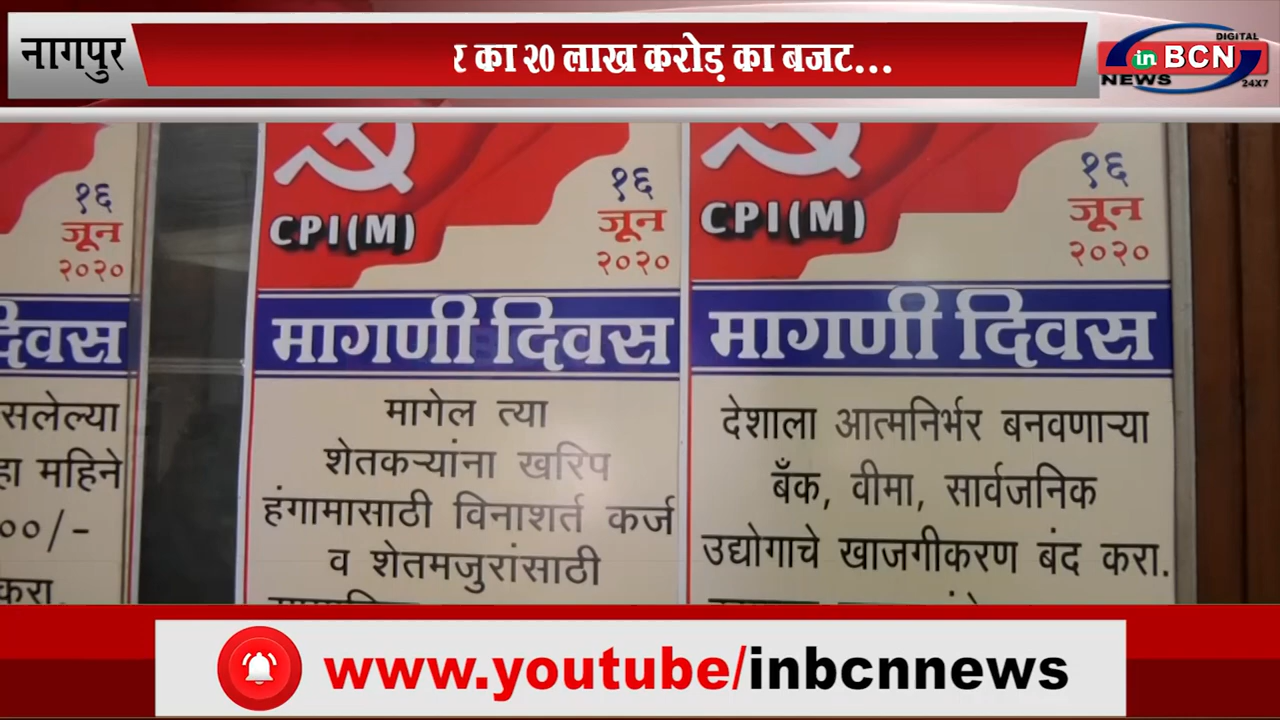 नागपुर
र का २० लाख करोड़ का बजट...
DIGITAL
in BCN
NEWS
24X7
१६
जून
२०२०
दिवस
सलेल्या
हा महिने
००/-
करा.
CPI(M)
१६
जून
२०२०
मागणी दिवस
मागेल त्या
शेतकऱ्यांना खरिप
हंगामासाठी विनाशर्त कर्ज
व शेतमजुरांसाठी
CPI(M)
१६
जून
२०२०
मागणी दिवस
देशाला आत्मनिर्भर बनवणाऱ्या
बँक, वीमा, सार्वजनिक
उद्योगाचे खाजगीकरण बंद करा.
www.youtube/inbcnnews